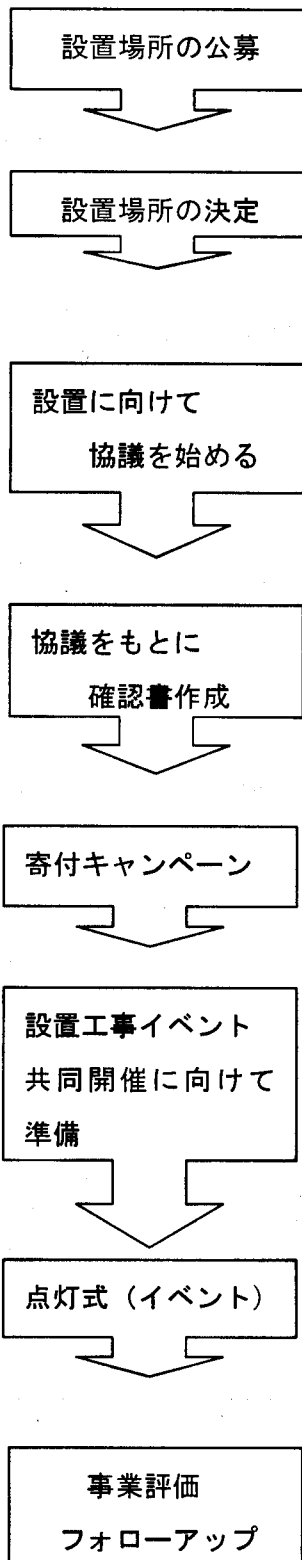 設置場所の公募
設置場所の決定
設置に向けて
協議を始める
協議をもとに
確認書作成
寄付キャンペーン
設置工事イベント
共同開催に向けて
準備
点灯式（イベント）
事業評価
フォローアップ